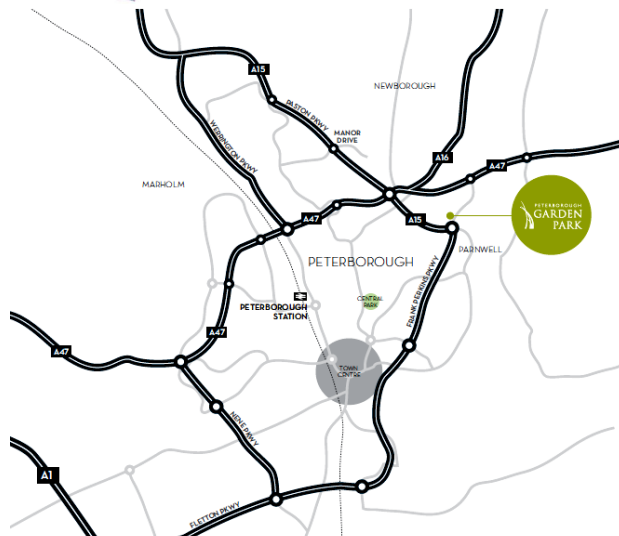 A15
NEWBOROUGH
PASTON PKWY
MANOR
DRIVE
WERRINGTON PKWY
A16
A47
MARHOLM
PETERBOROUGH
GARDEN
PARK
A47
A15
PARNWELL
PETERBOROUGH
CENTRAL
PARK
PETERBOROUGH
STATION
FRANK PERKINS PKWY
A47
A47
TOWN
CENTRE
NENE PKWY
A1
FLETTON PKWY